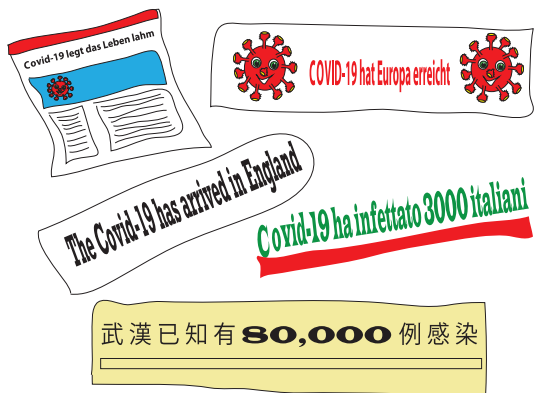 Covid-19 legt das Leben lahm
COVID-19 hat Europa erreicht
The Covid-19 has arrived in England
Covid-19 ha infettato 3000 italiani
武漢已知有80,000例感染